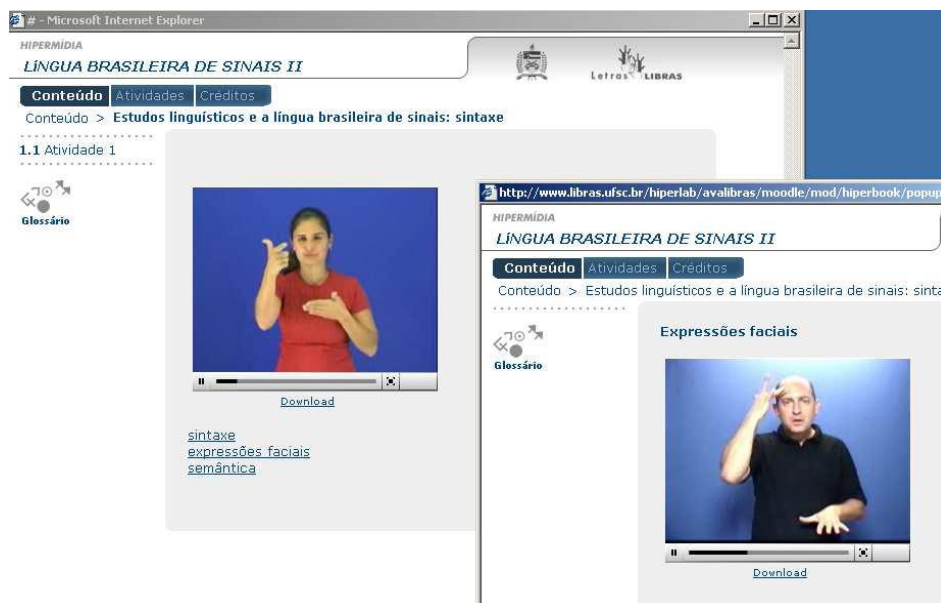 # - Microsoft Internet Explorer
HIPERMÍDIA
LÍNGUA BRASILEIRA DE SINAIS II
Letras LIBRAS
Conteúdo Atividades Créditos
Conteúdo > Estudos linguísticos e a língua brasileira de sinais: sintaxe
1.1 Atividade 1
Glossário
Download
sintaxe
expressões faciais
semântica
http://www.libras.ufsc.br/hiperlab/avalibras/moodle/mod/hiperbook/popup
HIPERMÍDIA
LÍNGUA BRASILEIRA DE SINAIS II
Conteúdo Atividades Créditos
Conteúdo > Estudos linguísticos e a língua brasileira de sinais: sinta
Glossário
Expressões faciais
Download